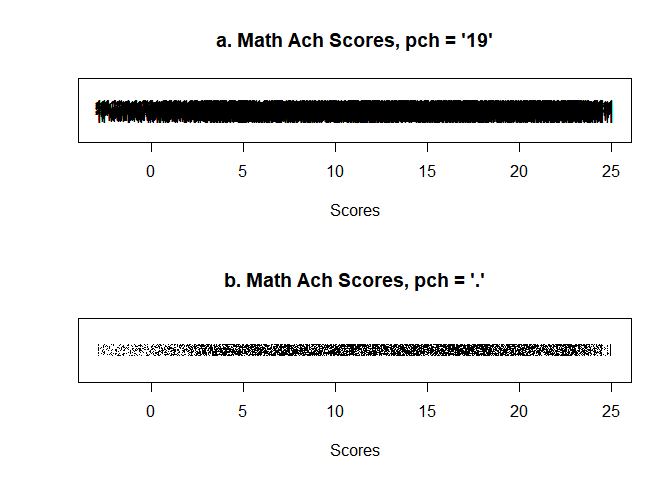 a. Math Ach Scores, pch = '19'
0 5 10 15 20 25
Scores
b. Math Ach Scores, pch = '.'
0 5 10 15 20 25
Scores